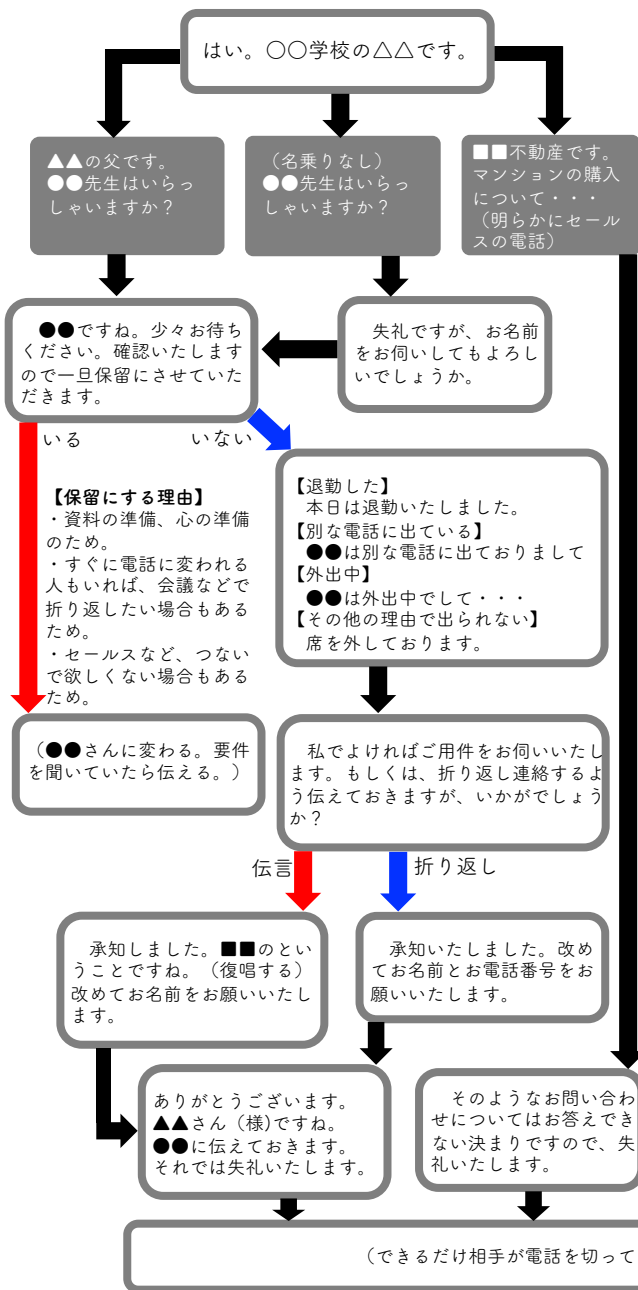 はい。〇〇学校の△△です。
▲▲の父です。
●●先生はいらっ
しゃいますか？
（名乗りなし）
●●先生はいらっ
しゃいますか？
■■不動産です。
マンションの購入
について・・・
（明らかにセール
スの電話）
●●ですね。少々お待ち
ください。確認いたします
ので一旦保留にさせていた
だきます。
失礼ですが、お名前
をお伺いしてもよろし
いでしょうか。
いる
いない
【保留にする理由】
・資料の準備、心の準備
のため。
・すぐに電話に変われる
人もいれば、会議などで
折り返したい場合もある
ため。
・セールスなど、つない
で欲しくない場合もある
ため。
【退勤した】
本日は退勤いたしました。
【別な電話に出ている】
●●は別な電話に出ておりまして
【外出中】
●●は外出中でして・・・
【その他の理由で出られない】
席を外しております。
（●●さんに変わる。要件
を聞いていたら伝える。）
私でよければご用件をお伺いいたし
ます。もしくは、折り返し連絡するよ
う伝えておきますが、いかがでしょう
か？
伝言
折り返し
承知しました。■■のとい
うことですね。（復唱する）
改めてお名前をお願いいたし
ます。
承知いたしました。改め
てお名前とお電話番号をお
願いいたします。
ありがとうございます。
▲▲さん（様）ですね。
●●に伝えておきます。
それでは失礼いたします。
そのようなお問い合わ
せについてはお答えでき
ない決まりですので、失
礼いたします。
（できるだけ相手が電話を切って